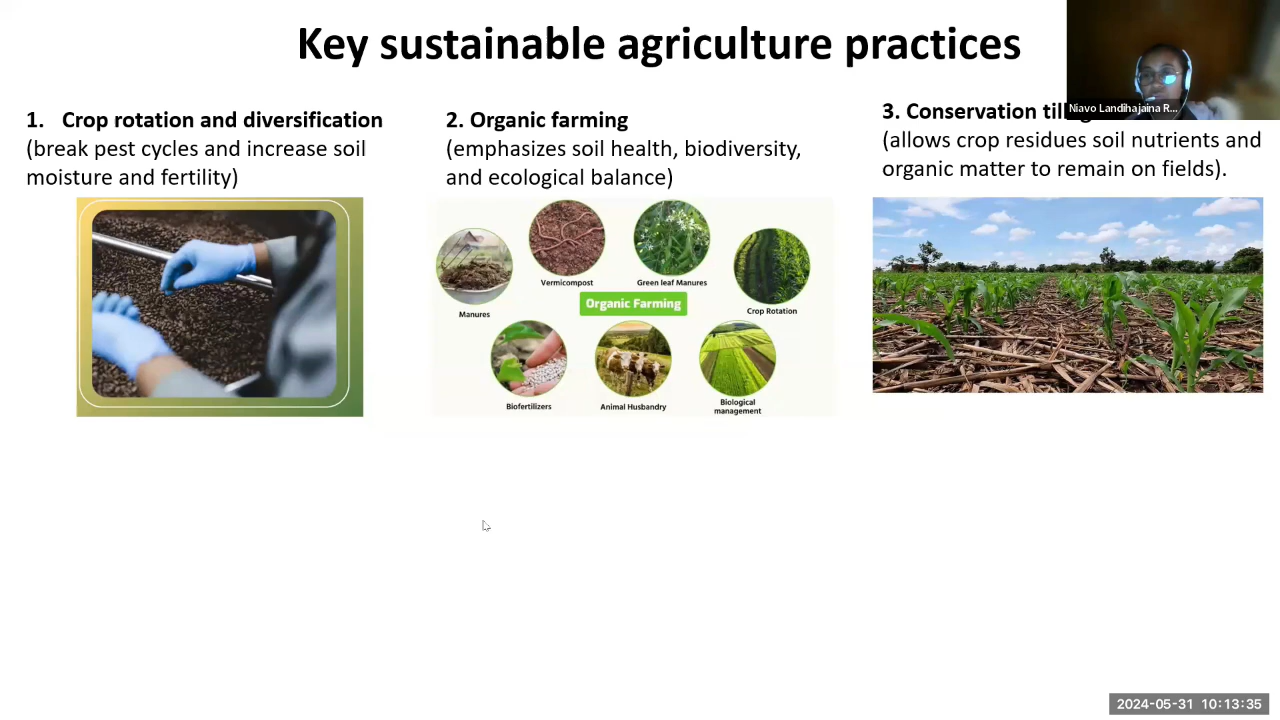 Key sustainable agriculture practices
Niavo Landihajaina R...
1. Crop rotation and diversification
(break pest cycles and increase soil
moisture and fertility)
2. Organic farming
(emphasizes soil health, biodiversity,
and ecological balance)
3. Conservation
(allows crop residues soil nutrients and
organic matter to remain on fields).
Vermicompost
Green leaf Manures
Manures
Organic Farming
Crop Rotation
Biofertilizers
Animal Husbandry
Biological
management
2024-05-31 10:13:35